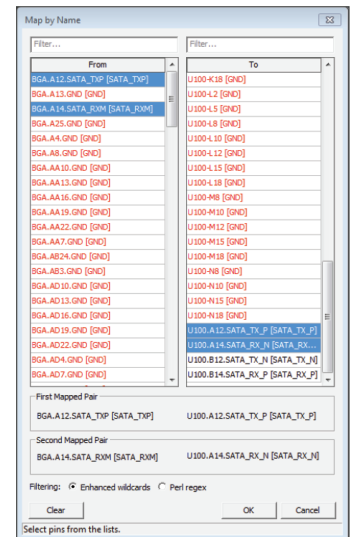 Map by Name
Filter...
Filter...
From
To
BGA.A12.SATA_TXP [SATA_TXP]
U100-K18 [GND]
BGA.A13.GND [GND]
U100-L2 [GND]
BGA.A14.SATA_RXM [SATA_RXM]
U100-L5 [GND]
BGA.A25.GND [GND]
U100-L8 [GND]
BGA.A4.GND [GND]
U100-L10 [GND]
BGA.A8.GND [GND]
U100-L12 [GND]
BGA.AA10.GND [GND]
U100-L15 [GND]
BGA.AA13.GND [GND]
U100-L18 [GND]
BGA.AA16.GND [GND]
U100-M8 [GND]
BGA.AA19.GND [GND]
U100-M10 [GND]
BGA.AA22.GND [GND]
U100-M12 [GND]
BGA.AA7.GND [GND]
U100-M15 [GND]
BGA.AB24.GND [GND]
U100-M18 [GND]
BGA.AB3.GND [GND]
U100-N8 [GND]
BGA.AD10.GND [GND]
U100-N10 [GND]
BGA.AD13.GND [GND]
U100-N15 [GND]
BGA.AD16.GND [GND]
U100-N18 [GND]
BGA.AD19.GND [GND]
U100.A12.SATA_TX_P [SATA_TX_P]
BGA.AD22.GND [GND]
U100.A14.SATA_RX_N [SATA_RX...
BGA.AD4.GND [GND]
U100.B12.SATA_TX_N [SATA_TX_N]
BGA.AD7.GND [GND]
U100.B14.SATA_RX_P [SATA_RX_P]
First Mapped Pair
BGA.A12.SATA_TXP [SATA_TXP]
U100.A12.SATA_TX_P [SATA_TX_P]
Second Mapped Pair
BGA.A14.SATA_RXM [SATA_RXM]
U100.A14.SATA_RX_N [SATA_RX_N]
Filtering: Enhanced wildcards Perl regex
Clear
OK
Cancel
Select pins from the lists.